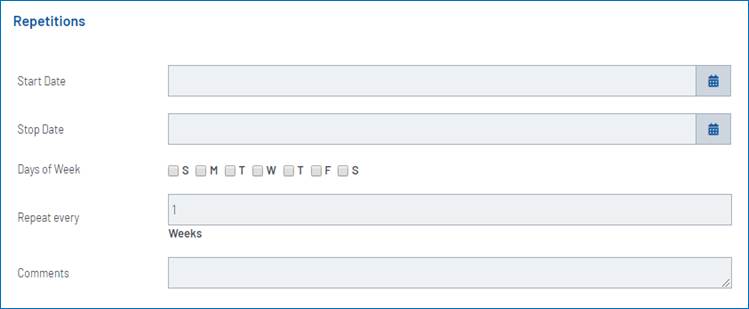 Repetitions
Start Date
Stop Date
Days of Week S M T W T F S
Repeat every 1
Weeks
Comments